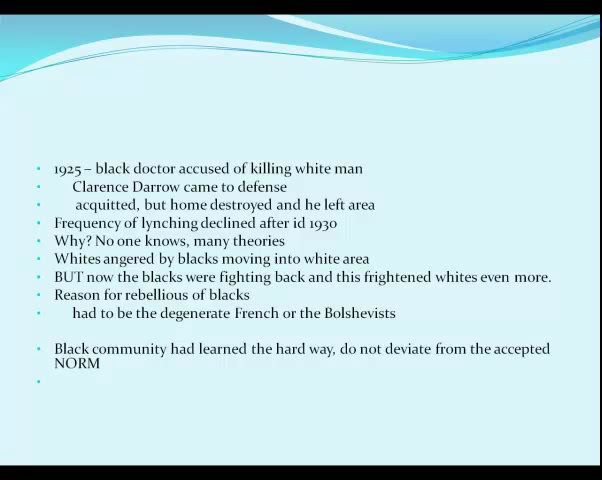 • 1925 – black doctor accused of killing white man
• Clarence Darrow came to defense
• acquitted, but home destroyed and he left area
• Frequency of lynching declined after id 1930
• Why? No one knows, many theories
• Whites angered by blacks moving into white area
• BUT now the blacks were fighting back and this frightened whites even more.
• Reason for rebellious of blacks
• had to be the degenerate French or the Bolshevists
• Black community had learned the hard way, do not deviate from the accepted
NORM
•